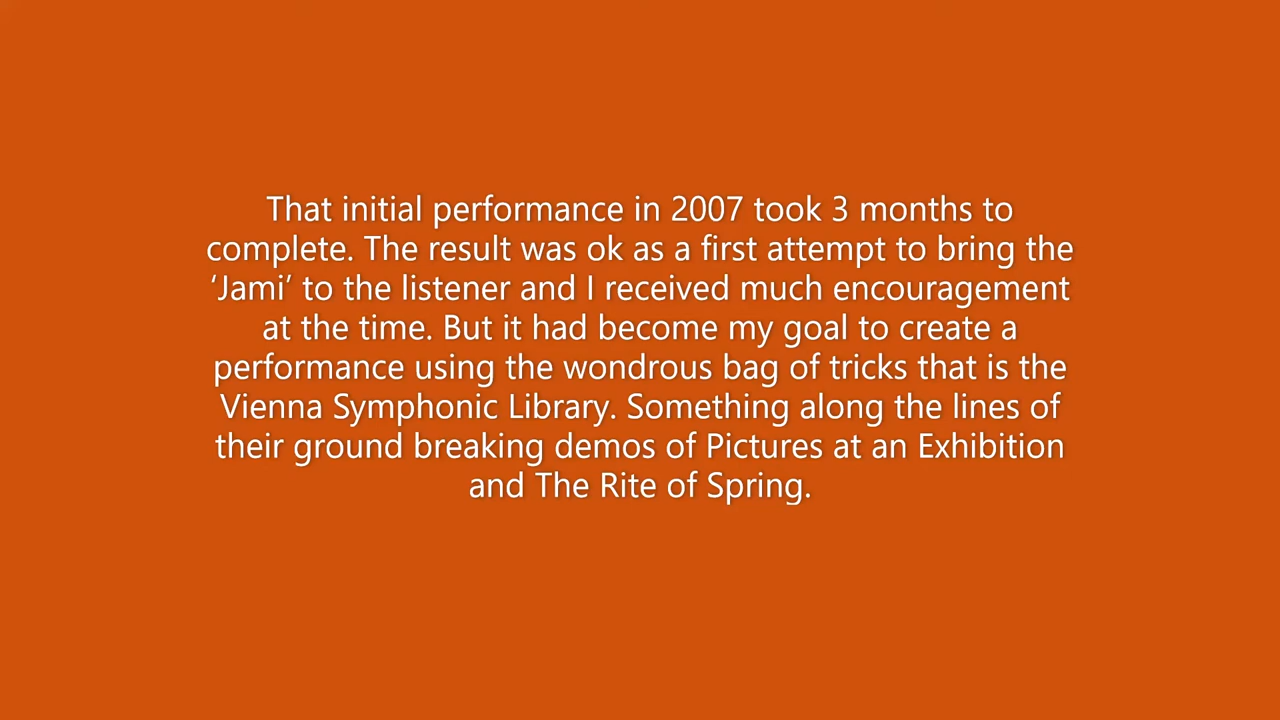 That initial performance in 2007 took 3 months to
complete. The result was ok as a first attempt to bring the
‘Jami’ to the listener and I received much encouragement
at the time. But it had become my goal to create a
performance using the wondrous bag of tricks that is the
Vienna Symphonic Library. Something along the lines of
their ground breaking demos of Pictures at an Exhibition
and The Rite of Spring.